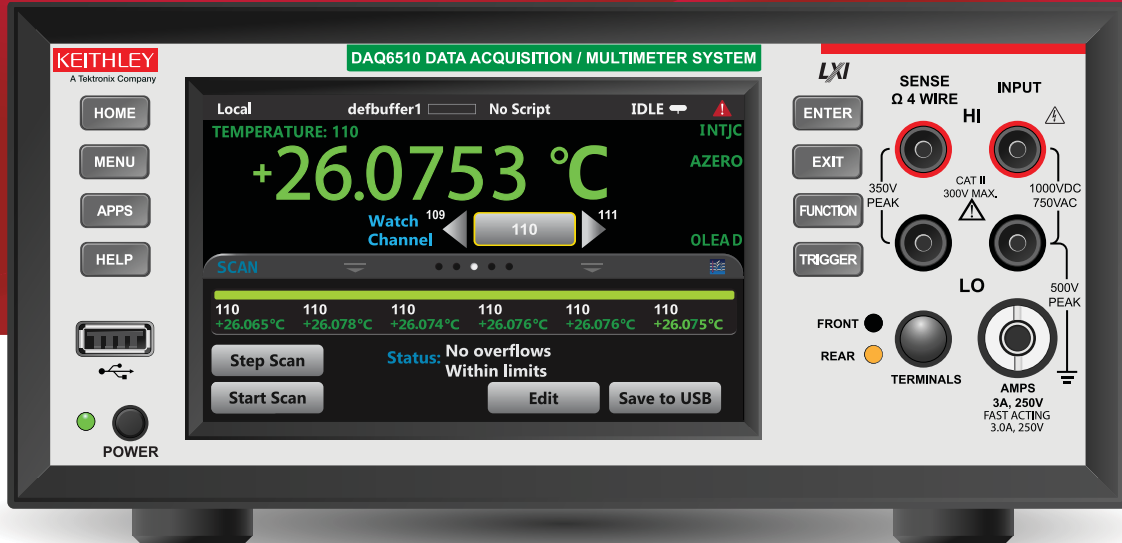 KEITHLEY
A Tektronix Company
DAQ6510 DATA ACQUISITION / MULTIMETER SYSTEM
LXI
HOME
MENU
APPS
HELP
POWER
Local defbuffer1 No Script IDLE
TEMPERATURE: 110 INTJC
+26.0753 °C
AZERO
Watch Channel 109 110 111
OLEAD
SCAN
110 110 110 110 110 110
+26.065°C +26.078°C +26.074°C +26.076°C +26.076°C +26.075°C
Step Scan
Status: No overflows
Within limits
Start Scan Edit Save to USB
ENTER
EXIT
FUNCTION
TRIGGER
SENSE
Ω 4 WIRE
INPUT
HI
350V
PEAK
CAT II
300V MAX.
1000VDC
750VAC
LO
500V
PEAK
FRONT
REAR
TERMINALS
AMPS
3A, 250V
FAST ACTING
3.0A, 250V